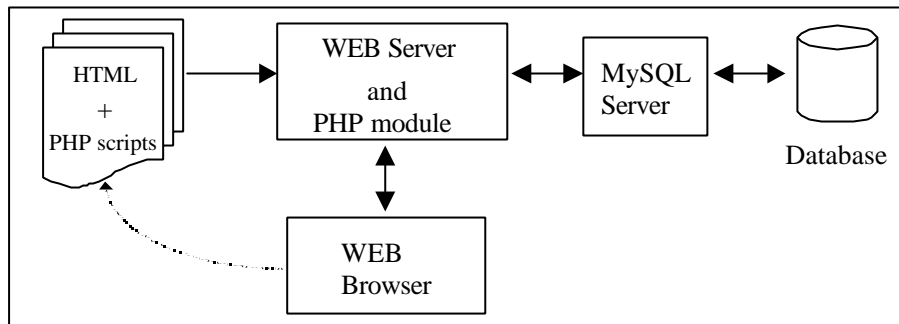 HTML
+
PHP scripts
WEB Server
and
PHP module
MySQL
Server
Database
WEB
Browser